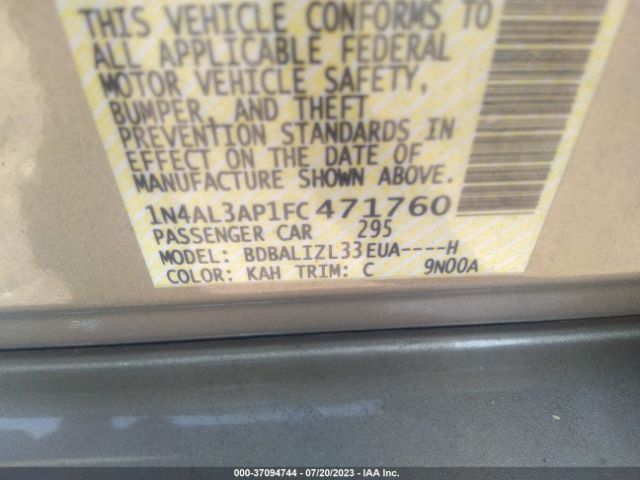 THIS VEHICLE CONFORMS TO
ALL APPLICABLE FEDERAL
MOTOR VEHICLE SAFETY,
BUMPER, AND THEFT
PREVENTION STANDARDS IN
EFFECT ON THE DATE OF
MANUFACTURE SHOWN ABOVE.
1N4AL3AP1FC471760
PASSENGER CAR 295
MODEL: BDBALIZL33EUA----H
COLOR: KAH TRIM: C 9N00A
000-37094744 / 07/20/2023 - IAA Inc.